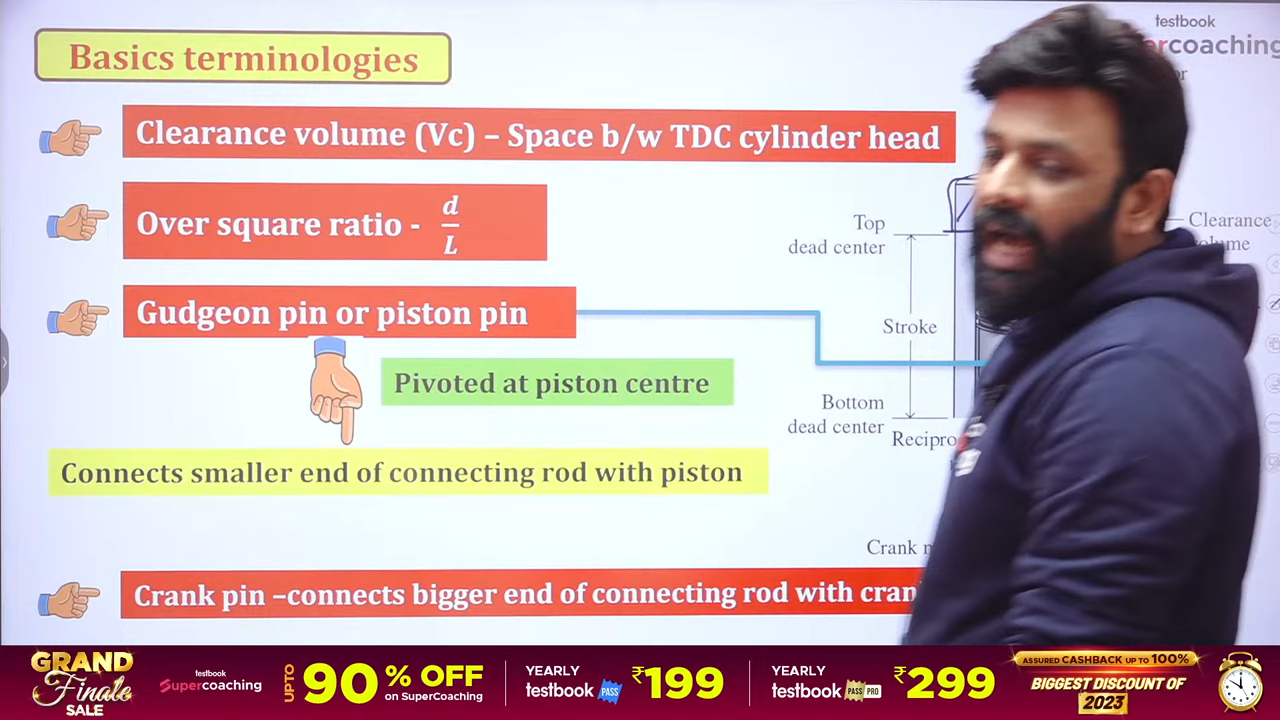 Basics terminologies
testbook
coaching
Clearance volume (Vc) – Space b/w TDC cylinder head
Over square ratio - d/L
Gudgeon pin or piston pin
Pivoted at piston centre
Connects smaller end of connecting rod with piston
Crank pin –connects bigger end of connecting rod with
Top
dead center
Clearance
Stroke
Bottom
dead center
GRAND
Finale
SALE
testbook
Supercoaching
UPTO 90% OFF
on SuperCoaching
YEARLY
testbook PASS
₹199
YEARLY
testbook PASS PRO
₹299
ASSURED CASHBACK UP TO 100%
BIGGEST DISCOUNT OF
2023